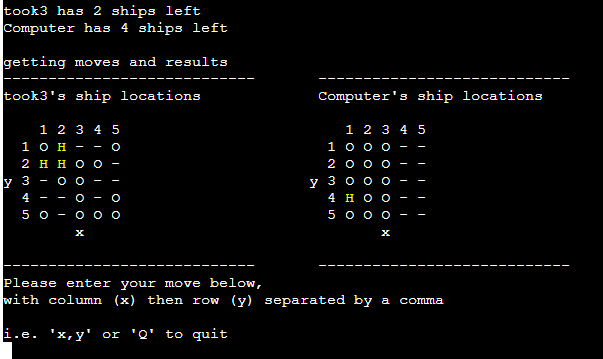 took3 has 2 ships left
Computer has 4 ships left
getting moves and results
---------------------------- ----------------------------
took3's ship locations Computer's ship locations
1 2 3 4 5 1 2 3 4 5
1 O H - - O 1 O O O - -
2 H H O O - 2 O O O - -
y 3 - O O - - y 3 O O O - -
4 - - O - O 4 H O O - -
5 O - O O O 5 O O O - -
x x
---------------------------- ----------------------------
Please enter your move below,
with column (x) then row (y) separated by a comma
i.e. 'x,y' or 'Q' to quit